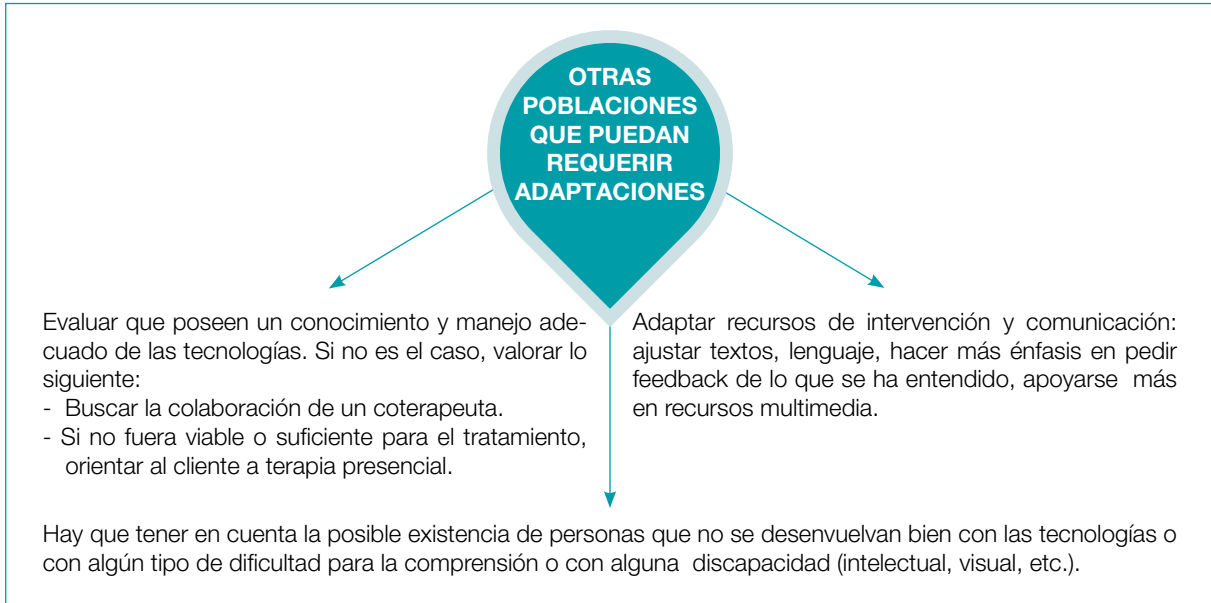 OTRAS
POBLACIONES
QUE PUEDAN
REQUERIR
ADAPTACIONES
Evaluar que poseen un conocimiento y manejo ade-
cuado de las tecnologías. Si no es el caso, valorar lo
siguiente:
- Buscar la colaboración de un coterapeuta.
- Si no fuera viable o suficiente para el tratamiento,
orientar al cliente a terapia presencial.
Adaptar recursos de intervención y comunicación:
ajustar textos, lenguaje, hacer más énfasis en pedir
feedback de lo que se ha entendido, apoyarse más
en recursos multimedia.
Hay que tener en cuenta la posible existencia de personas que no se desenvuelvan bien con las tecnologías o
con algún tipo de dificultad para la comprensión o con alguna discapacidad (intelectual, visual, etc.).